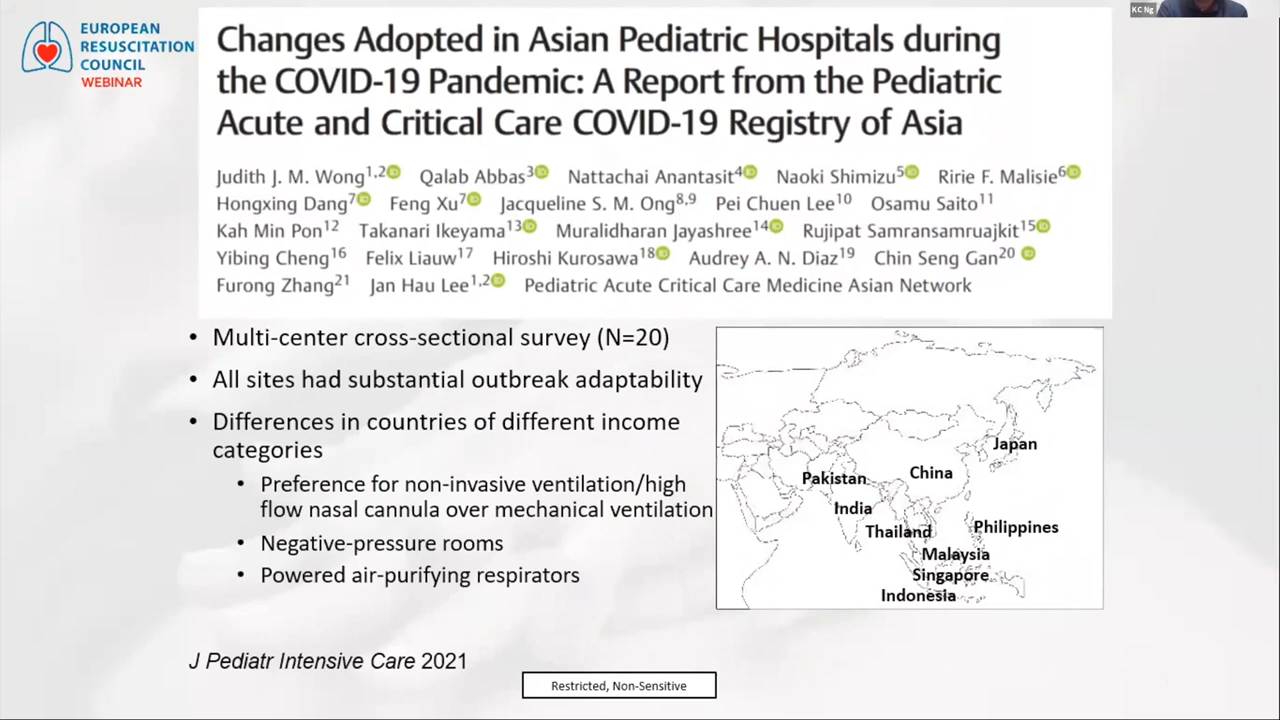 KC Ng
EUROPEAN
RESUSCITATION
COUNCIL
WEBINAR
Changes Adopted in Asian Pediatric Hospitals during
the COVID-19 Pandemic: A Report from the Pediatric
Acute and Critical Care COVID-19 Registry of Asia
Judith J. M. Wong1,2 Qalab Abbas3 Nattachai Anantasit4 Naoki Shimizu5 Ririe F. Malisie6
Hongxing Dang7 Feng Xu7 Jacqueline S. M. Ong8,9 Pei Chuen Lee10 Osamu Saito11
Kah Min Pon12 Takanari Ikeyama13 Muralidharan Jayashree14 Rujipat Samransamruajkit15
Yibing Cheng16 Felix Liauw17 Hiroshi Kurosawa18 Audrey A. N. Diaz19 Chin Seng Gan20
Furong Zhang21 Jan Hau Lee1,2 Pediatric Acute Critical Care Medicine Asian Network
• Multi-center cross-sectional survey (N=20)
• All sites had substantial outbreak adaptability
• Differences in countries of different income
categories
• Preference for non-invasive ventilation/high
flow nasal cannula over mechanical ventilation
• Negative-pressure rooms
• Powered air-purifying respirators
Japan
China
Pakistan
India
Thailand
Philippines
Malaysia
Singapore
Indonesia
J Pediatr Intensive Care 2021
Restricted, Non-Sensitive